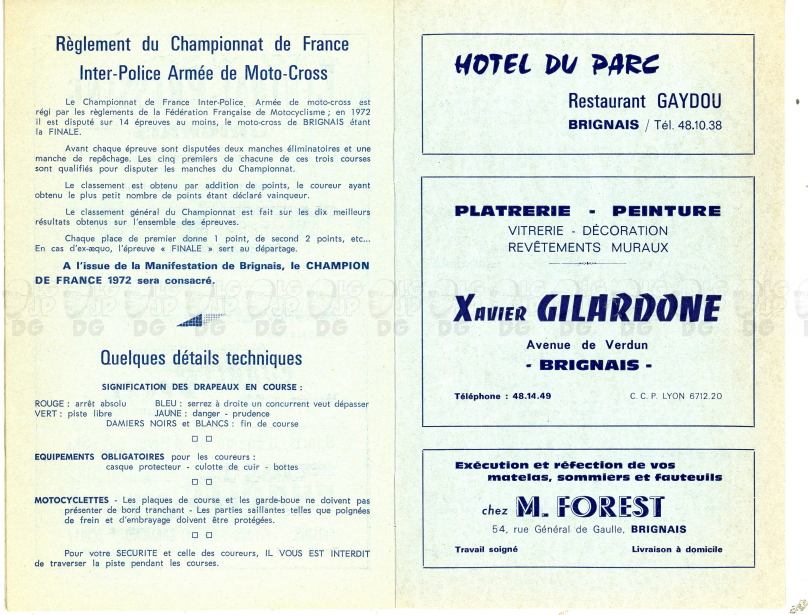 Règlement du Championnat de France
Inter-Police Armée de Moto-Cross
Le Championnat de France Inter-Police, Armée de moto-cross est
régi par les règlements de la Fédération Française de Motocyclisme ; en 1972
il est disputé sur 14 épreuves au moins, le moto-cross de BRIGNAIS étant
la FINALE.
Avant chaque épreuve sont disputées deux manches éliminatoires et une
manche de repêchage. Les cinq premiers de chacune de ces trois courses
sont qualifiés pour disputer les manches du Championnat.
Le classement est obtenu par addition de points, le coureur ayant
obtenu le plus petit nombre de points étant déclaré vainqueur.
Le classement général du Championnat est fait sur les dix meilleurs
résultats obtenus sur l'ensemble des épreuves.
Chaque place de premier donne 1 point, de second 2 points, etc...
En cas d'ex-æquo, l'épreuve « FINALE » sert au départage.
A l'issue de la Manifestation de Brignais, le CHAMPION
DE FRANCE 1972 sera consacré.
Quelques détails techniques
SIGNIFICATION DES DRAPEAUX EN COURSE :
ROUGE : arrêt absolu BLEU : serrez à droite un concurrent veut dépasser
VERT : piste libre JAUNE : danger - prudence
DAMIERS NOIRS et BLANCS : fin de course
EQUIPEMENTS OBLIGATOIRES pour les coureurs :
casque protecteur - culotte de cuir - bottes
MOTOCYCLETTES - Les plaques de course et les garde-boue ne doivent pas
présenter de bord tranchant - Les parties saillantes telles que poignées
de frein et d'embrayage doivent être protégées.
Pour votre SECURITE et celle des coureurs, IL VOUS EST INTERDIT
de traverser la piste pendant les courses.
HOTEL DU PARC
Restaurant GAYDOU
BRIGNAIS / Tél. 48.10.38
PLATRERIE - PEINTURE
VITRERIE - DÉCORATION
REVÊTEMENTS MURAUX
XAVIER GILARDONE
Avenue de Verdun
- BRIGNAIS -
Téléphone : 48.14.49 C. C. P. LYON 6712.20
Exécution et réfection de vos
matelas, sommiers et fauteuils
chez M. FOREST
54, rue Général de Gaulle, BRIGNAIS
Travail soigné Livraison à domicile